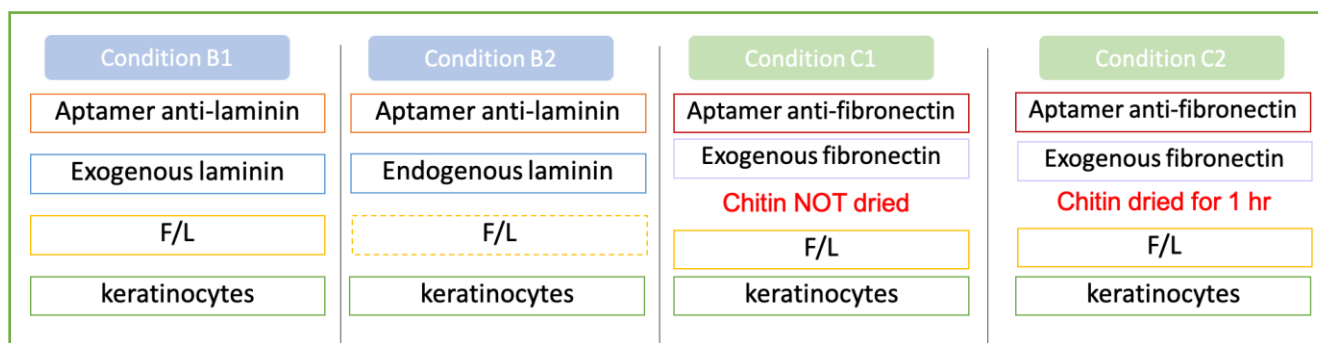 Condition B1
Aptamer anti-laminin
Exogenous laminin
F/L
keratinocytes
Condition B2
Aptamer anti-laminin
Endogenous laminin
F/L
keratinocytes
Condition C1
Aptamer anti-fibronectin
Exogenous fibronectin
Chitin NOT dried
F/L
keratinocytes
Condition C2
Aptamer anti-fibronectin
Exogenous fibronectin
Chitin dried for 1 hr
F/L
keratinocytes